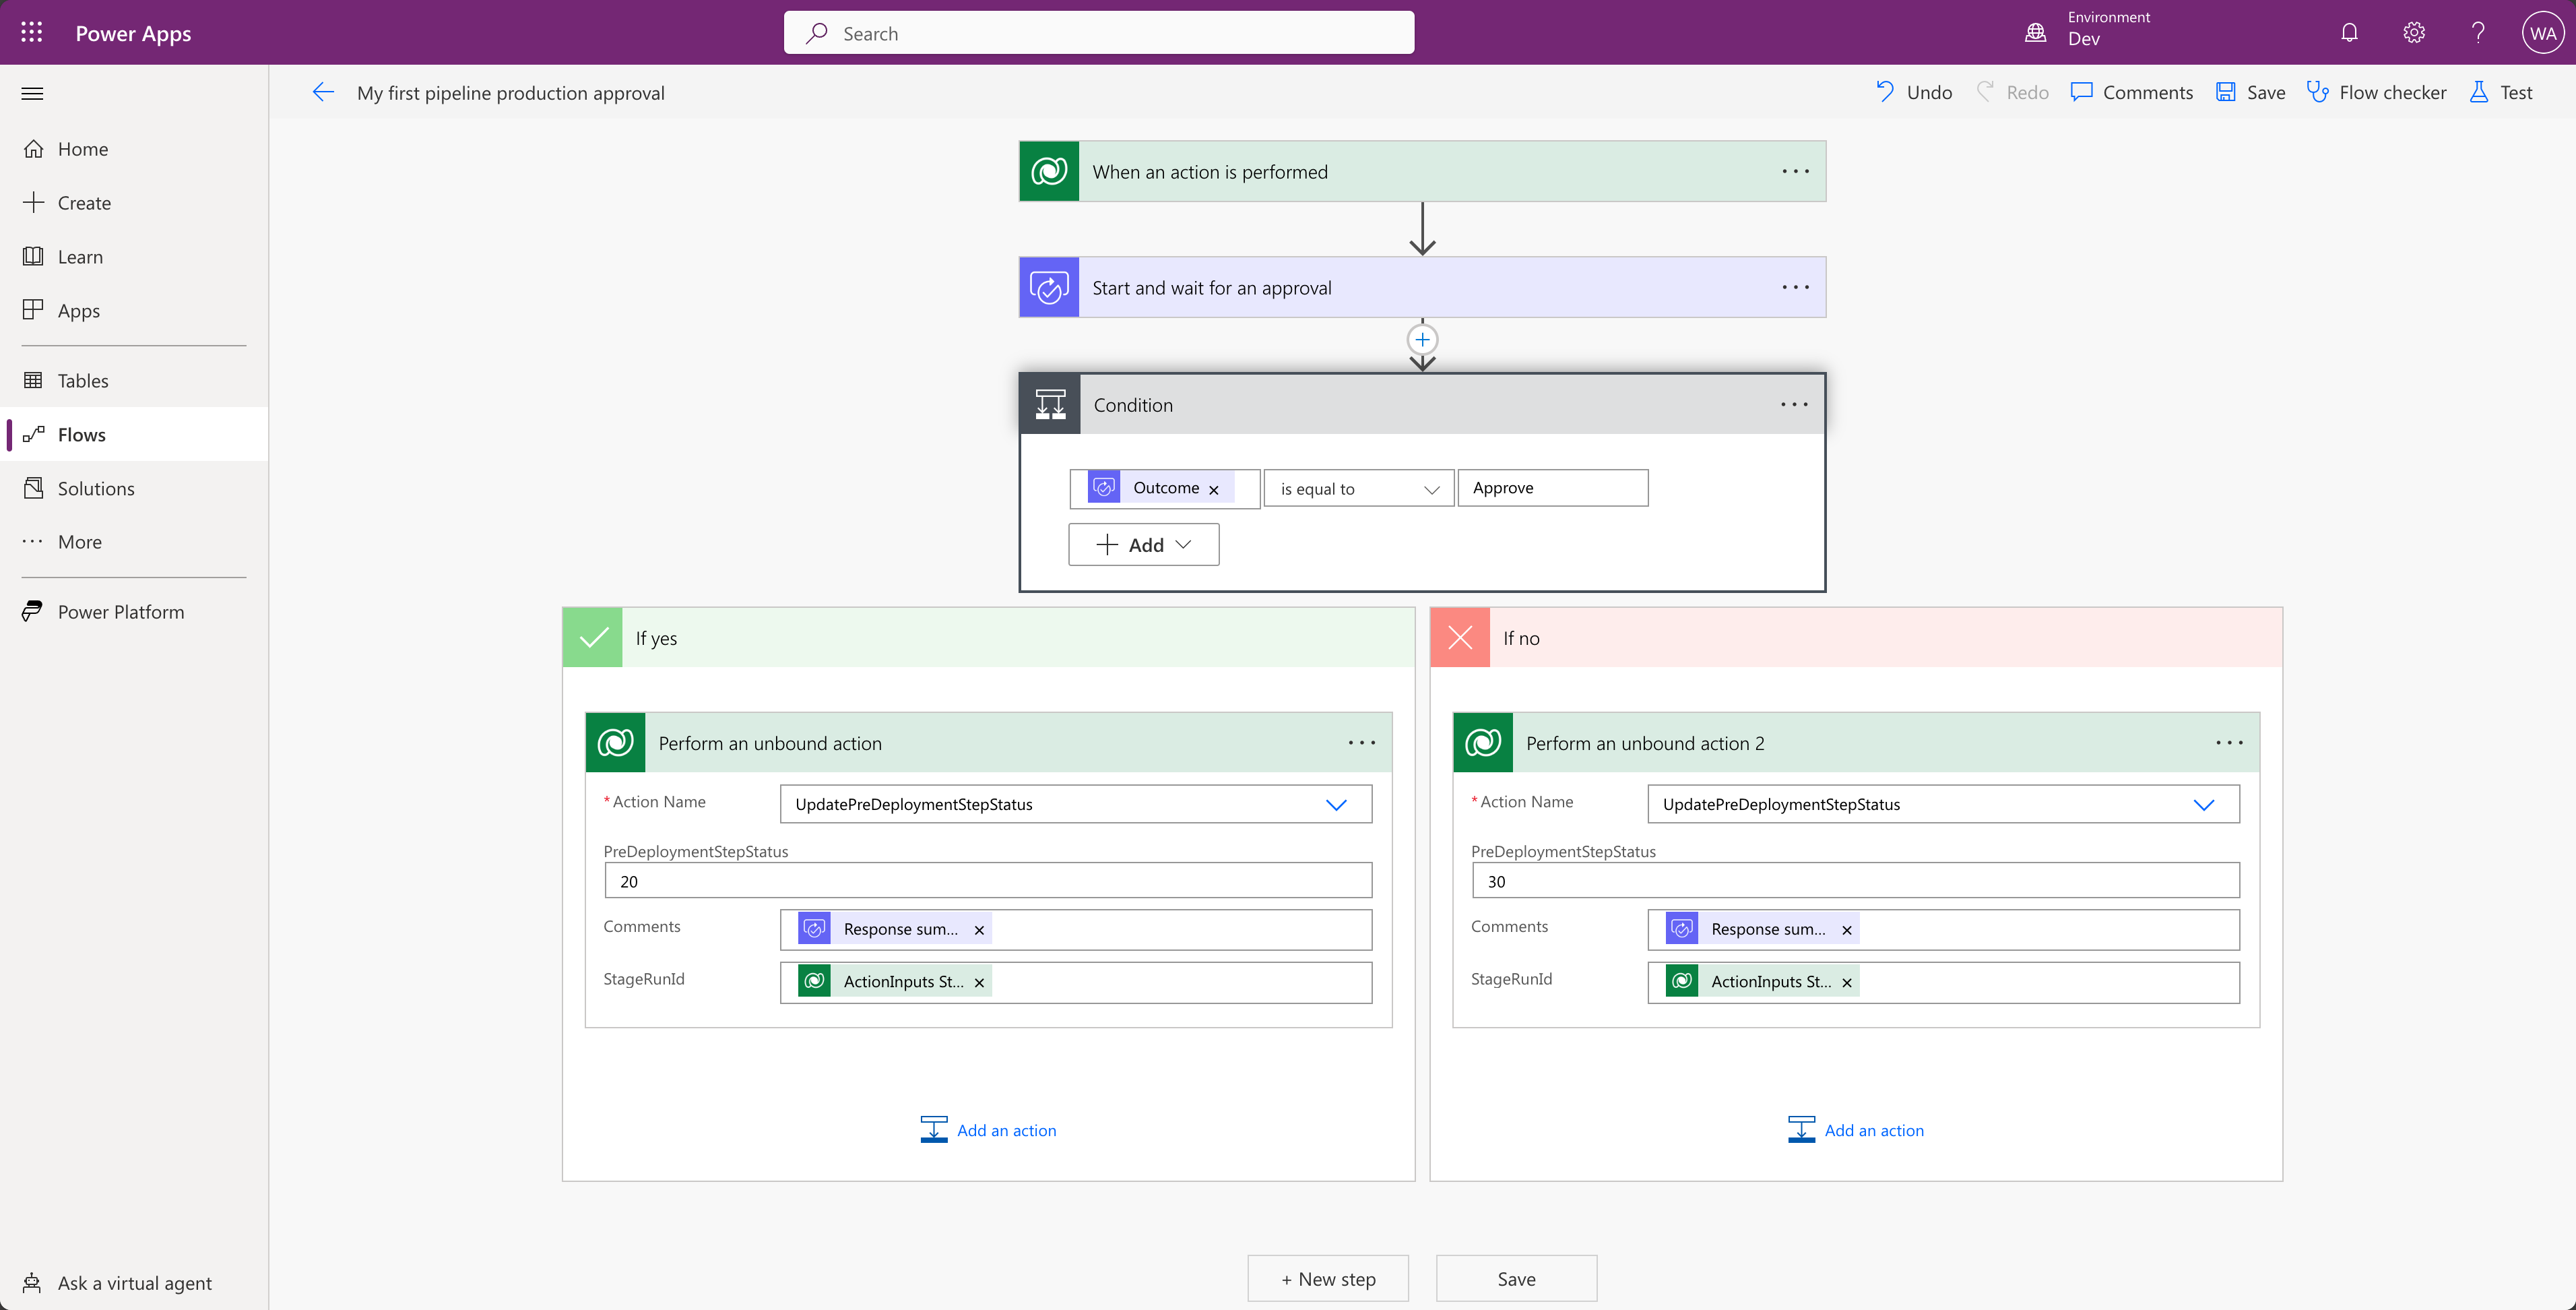 Power Apps
Search
Environment
Dev
WA
My first pipeline production approval
Undo
Redo
Comments
Save
Flow checker
Test
Home
Create
Learn
Apps
Tables
Flows
Solutions
More
Power Platform
Ask a virtual agent
When an action is performed
Start and wait for an approval
Condition
Outcome
is equal to
Approve
Add
If yes
Perform an unbound action
* Action Name
UpdatePreDeploymentStepStatus
PreDeploymentStepStatus
20
Comments
Response sum...
StageRunId
ActionInputs St...
Add an action
If no
Perform an unbound action 2
* Action Name
UpdatePreDeploymentStepStatus
PreDeploymentStepStatus
30
Comments
Response sum...
StageRunId
ActionInputs St...
Add an action
+ New step
Save